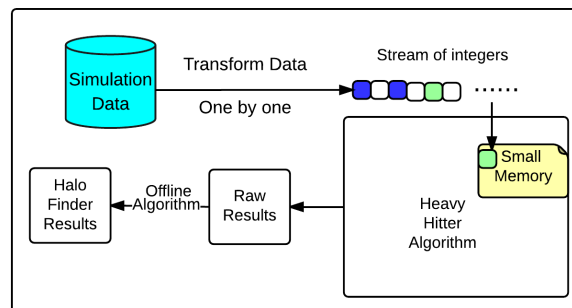 Simulation
Data
Transform Data
One by one
Stream of integers
......
Small
Memory
Heavy
Hitter
Algorithm
Raw
Results
Offline
Algorithm
Halo
Finder
Results